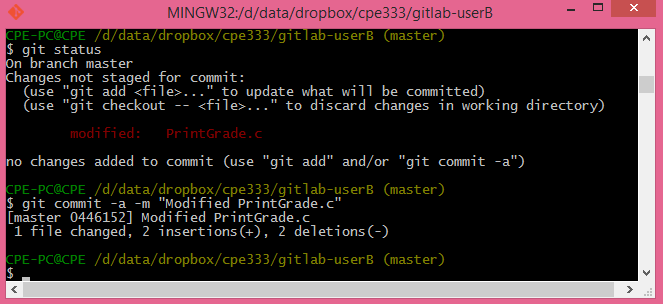 MINGW32:/d/data/dropbox/cpe333/gitlab-userB
CPE-PC@CPE /d/data/dropbox/cpe333/gitlab-userB (master)
$ git status
On branch master
Changes not staged for commit:
  (use "git add <file>..." to update what will be committed)
  (use "git checkout -- <file>..." to discard changes in working directory)
        modified:   PrintGrade.c
no changes added to commit (use "git add" and/or "git commit -a")
CPE-PC@CPE /d/data/dropbox/cpe333/gitlab-userB (master)
$ git commit -a -m "Modified PrintGrade.c"
[master 0446152] Modified PrintGrade.c
 1 file changed, 2 insertions(+), 2 deletions(-)
CPE-PC@CPE /d/data/dropbox/cpe333/gitlab-userB (master)
$